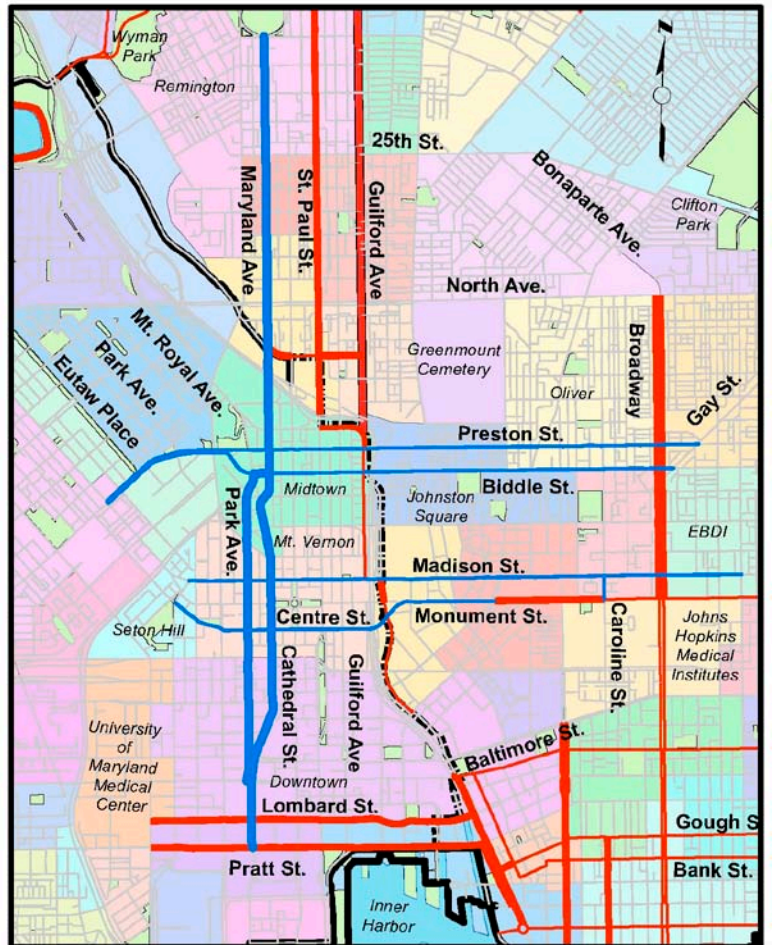 Wyman
Park
Remington
25th St.
Bonaparte Ave.
Clifton
Park
Maryland Ave
St. Paul St.
Guilford Ave
North Ave.
Mt. Royal Ave.
Park Ave.
Eutaw Place
Greenmount
Cemetery
Oliver
Broadway
Gay St.
Preston St.
Midtown
Johnston
Square
Biddle St.
Park Ave.
Mt. Vernon
EBDI
Madison St.
Seton Hill
Centre St.
Monument St.
Caroline St.
Johns
Hopkins
Medical
Institutes
Cathedral St.
Guilford Ave
University
of
Maryland
Medical
Center
Baltimore St.
Downtown
Lombard St.
Gough S
Pratt St.
Bank St.
Inner
Harbor